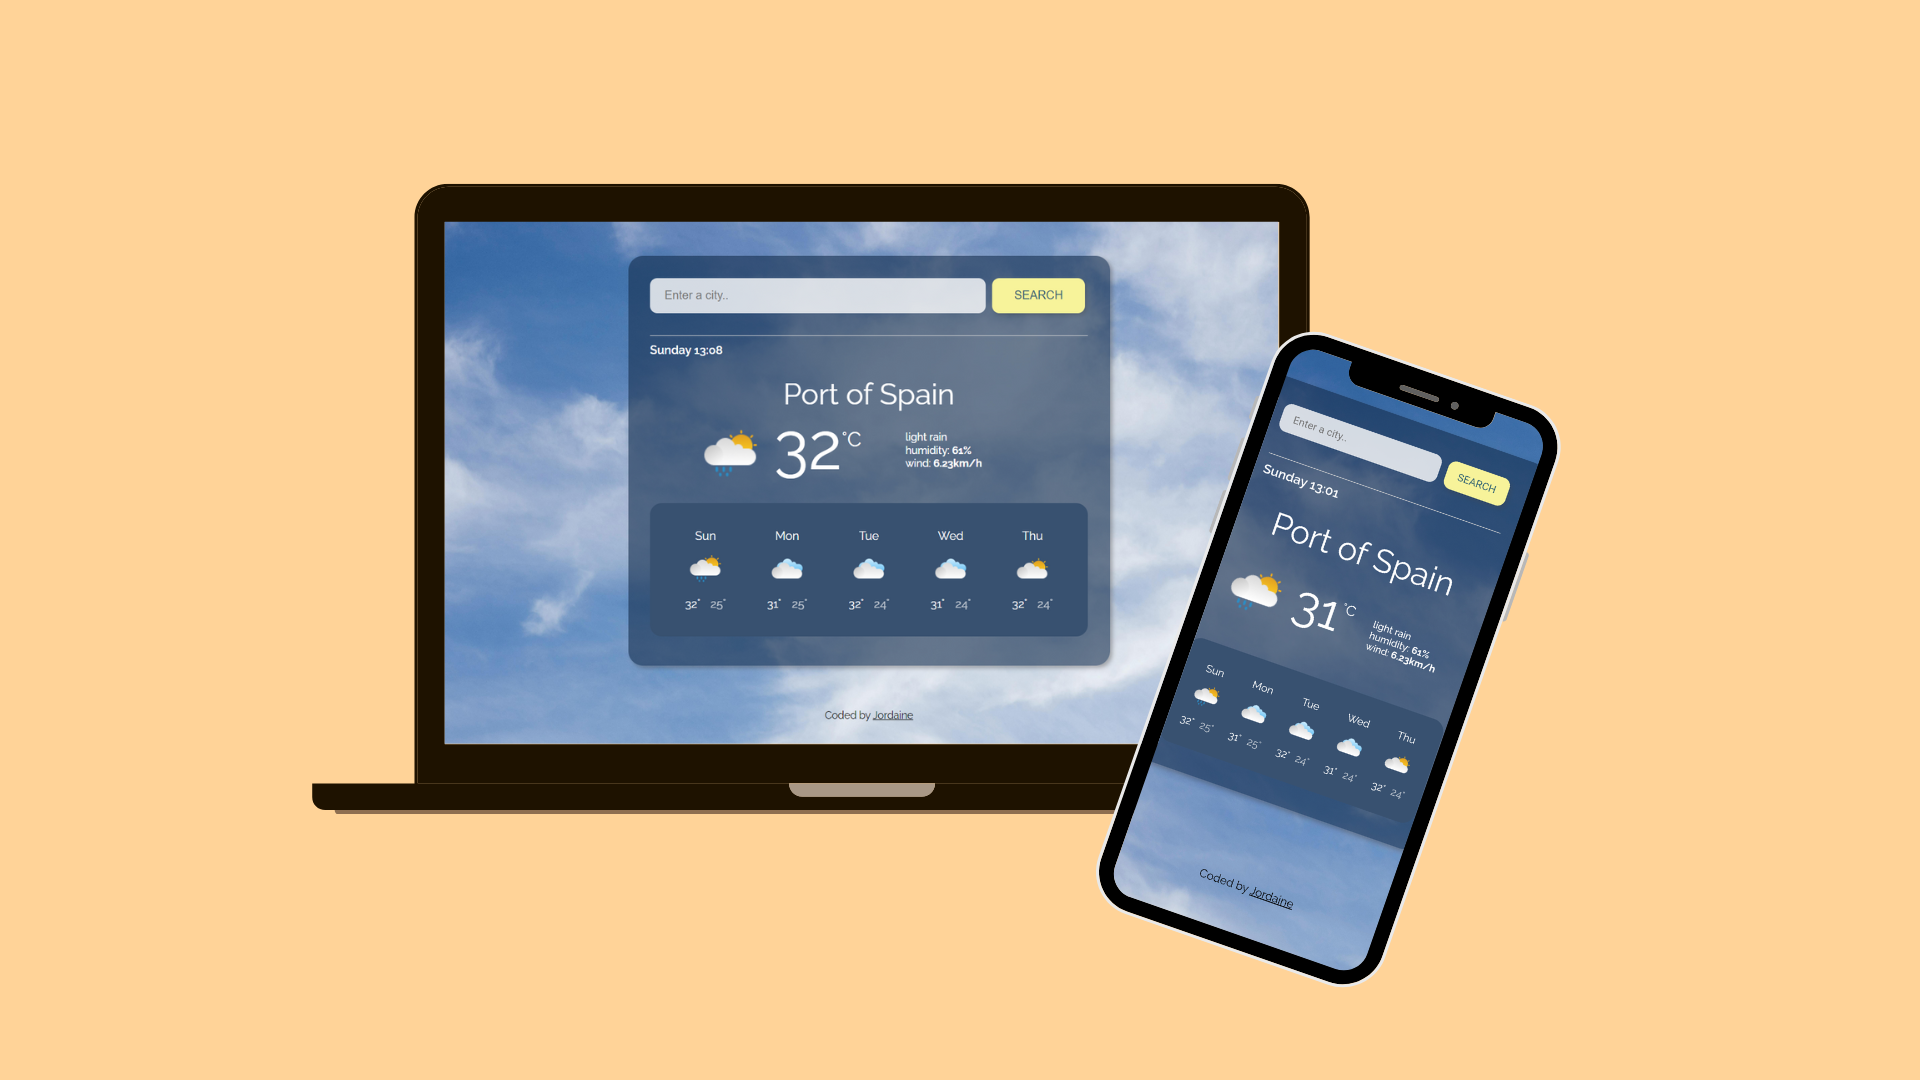 Enter a city..
SEARCH
Sunday 13:08
Port of Spain
32°C
light rain
humidity: 61%
wind: 6.23km/h
Sun Mon Tue Wed Thu
32° 25° 31° 25° 32° 24° 31° 24° 32° 24°
Coded by Jordaine
Enter a city..
SEARCH
Sunday 13:01
Port of Spain
31°C
light rain
humidity: 61%
wind: 6.23km/h
Sun Mon Tue Wed Thu
32° 25° 31° 25° 32° 24° 31° 24° 32° 24°
Coded by Jordaine